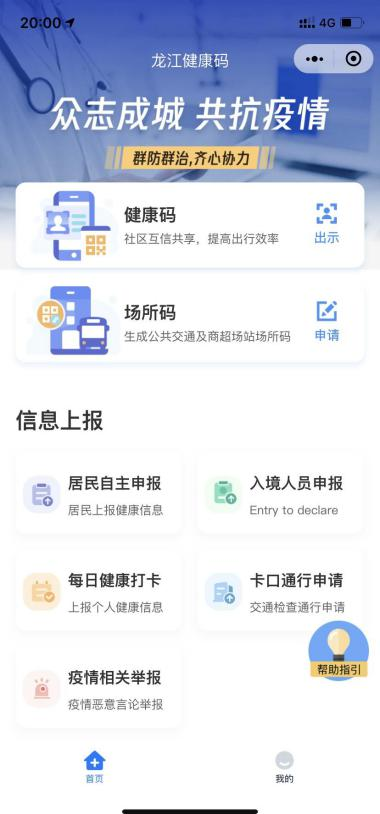 20:00
4G
龙江健康码
众志成城 共抗疫情
群防群治,齐心协力
健康码
社区互信共享，提高出行效率
出示
场所码
生成公共交通及商超场站场所码
申请
信息上报
居民自主申报
居民上报健康信息
入境人员申报
Entry to declare
每日健康打卡
上报个人健康信息
卡口通行申请
交通检查通行申请
疫情相关举报
疫情恶意言论举报
帮助指引
首页
我的